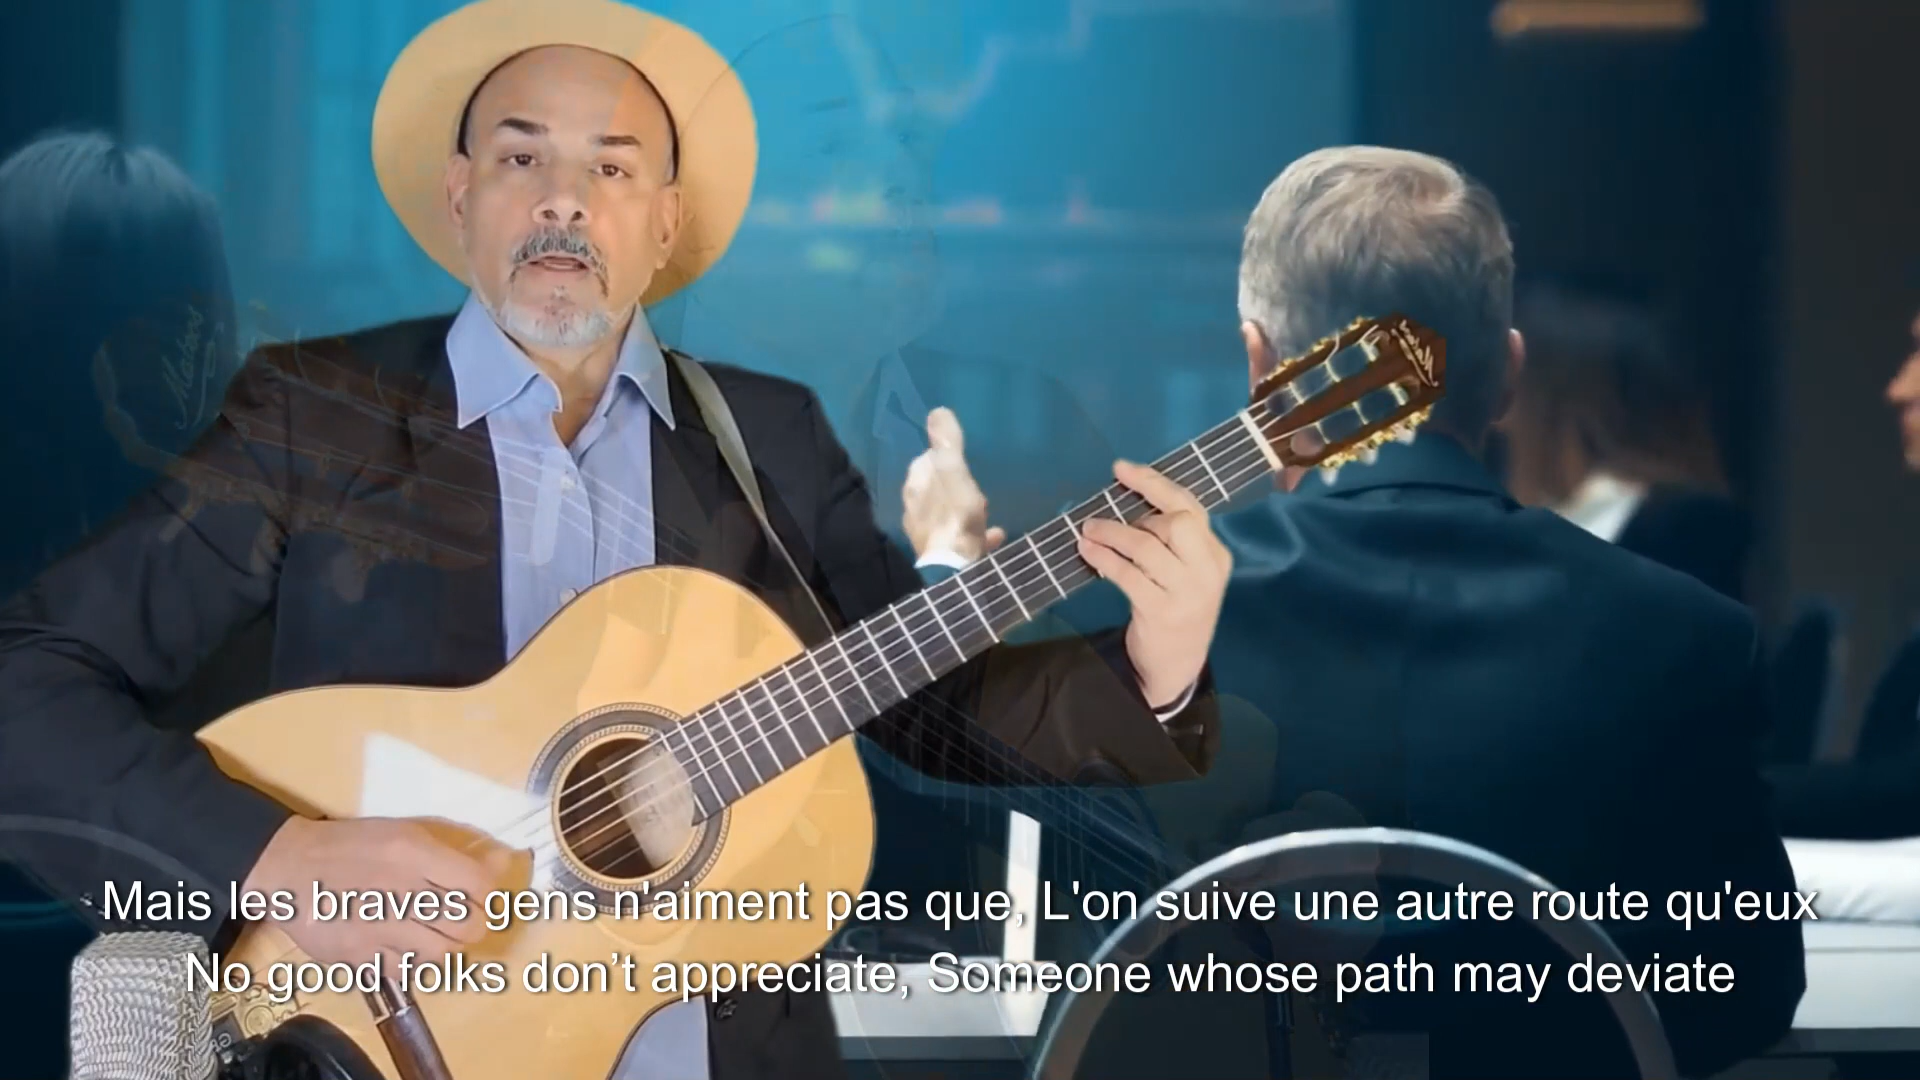 Mais les braves gens n'aiment pas que, L'on suive une autre route qu'eux
No good folks don’t appreciate, Someone whose path may deviate